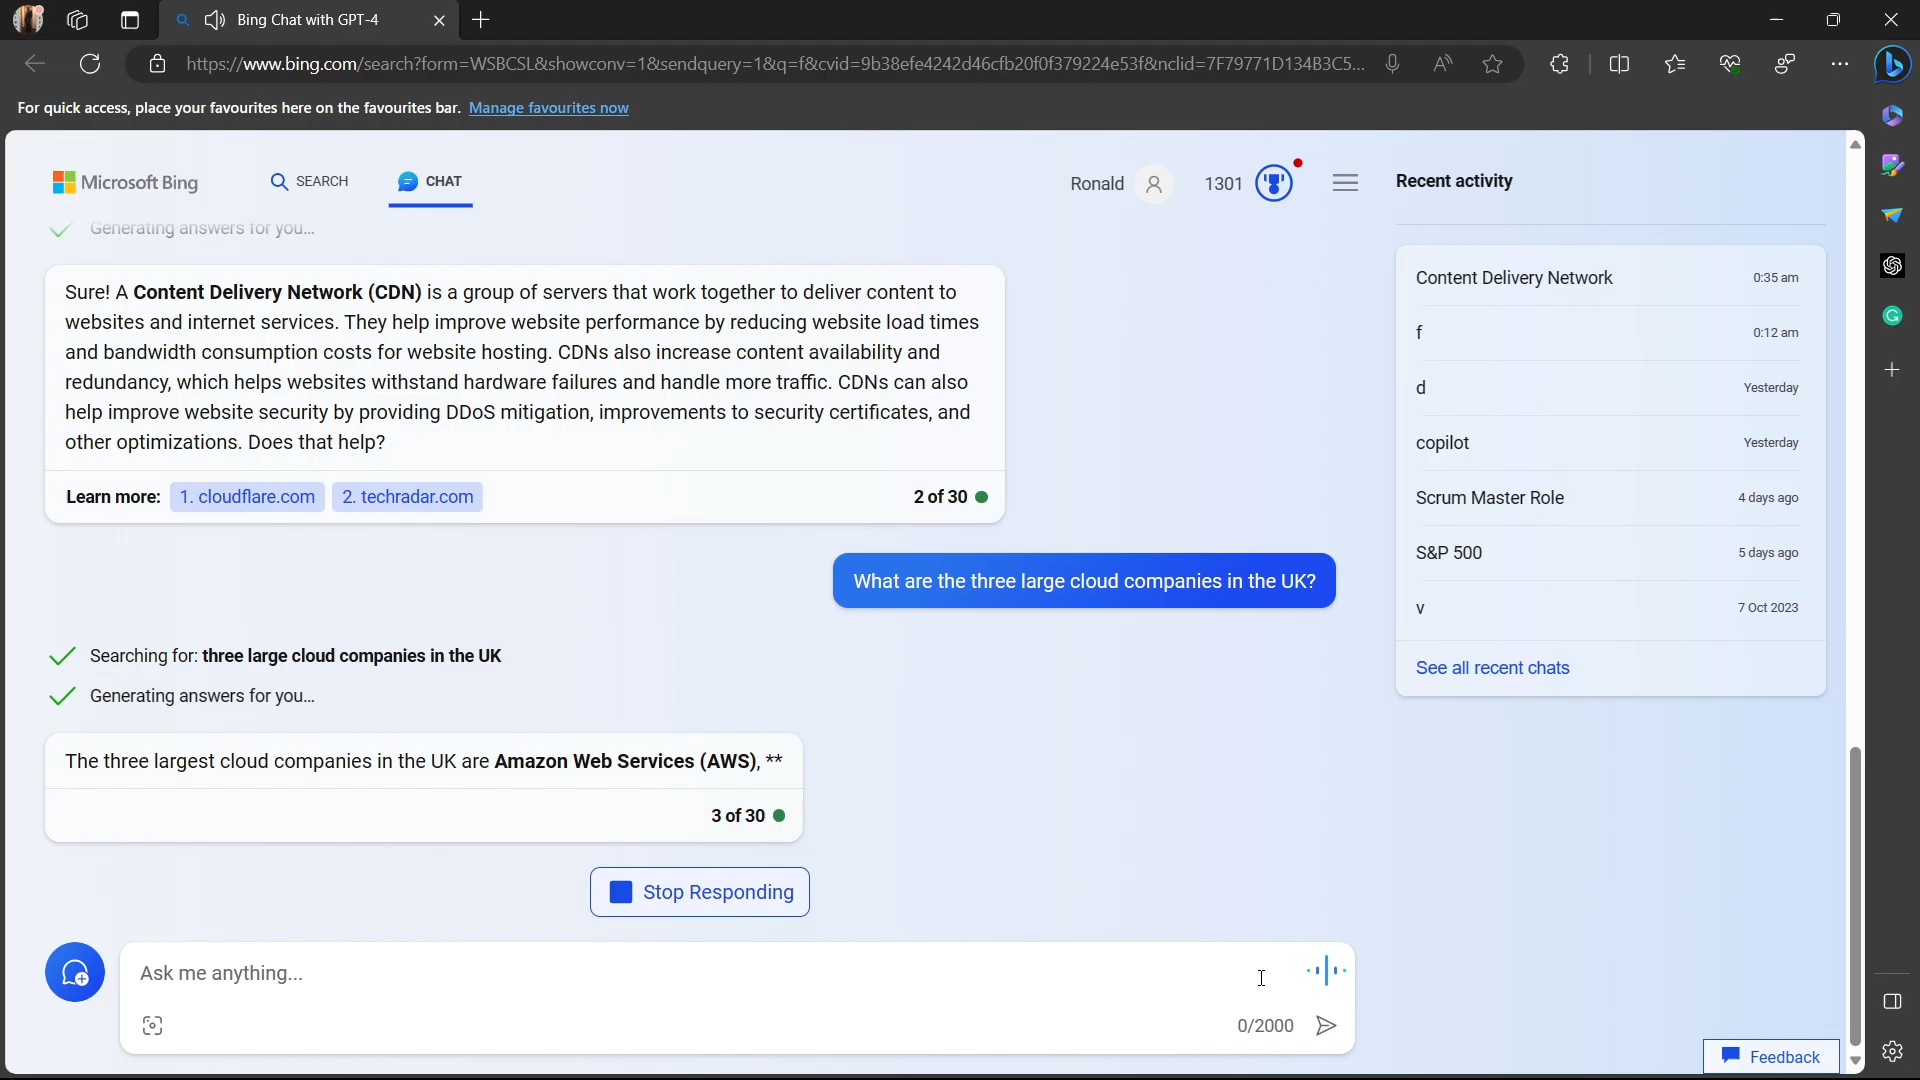 Bing Chat with GPT-4
https://www.bing.com/search?form=WSBCSL&showconv=1&sendquery=1&q=f&cvid=9b38efe4242d46cfb20f0f379224e53f&nclid=7F79771D134B3C5...
For quick access, place your favourites here on the favourites bar. Manage favourites now
Microsoft Bing
SEARCH
CHAT
Ronald
1301
Generating answers for you...
Sure! A Content Delivery Network (CDN) is a group of servers that work together to deliver content to
websites and internet services. They help improve website performance by reducing website load times
and bandwidth consumption costs for website hosting. CDNs also increase content availability and
redundancy, which helps websites withstand hardware failures and handle more traffic. CDNs can also
help improve website security by providing DDoS mitigation, improvements to security certificates, and
other optimizations. Does that help?
Learn more: 1. cloudflare.com 2. techradar.com 2 of 30
What are the three large cloud companies in the UK?
Searching for: three large cloud companies in the UK
Generating answers for you...
The three largest cloud companies in the UK are Amazon Web Services (AWS), **
3 of 30
Stop Responding
Ask me anything...
0/2000
Recent activity
Content Delivery Network 0:35 am
f 0:12 am
d Yesterday
copilot Yesterday
Scrum Master Role 4 days ago
S&P 500 5 days ago
v 7 Oct 2023
See all recent chats
Feedback